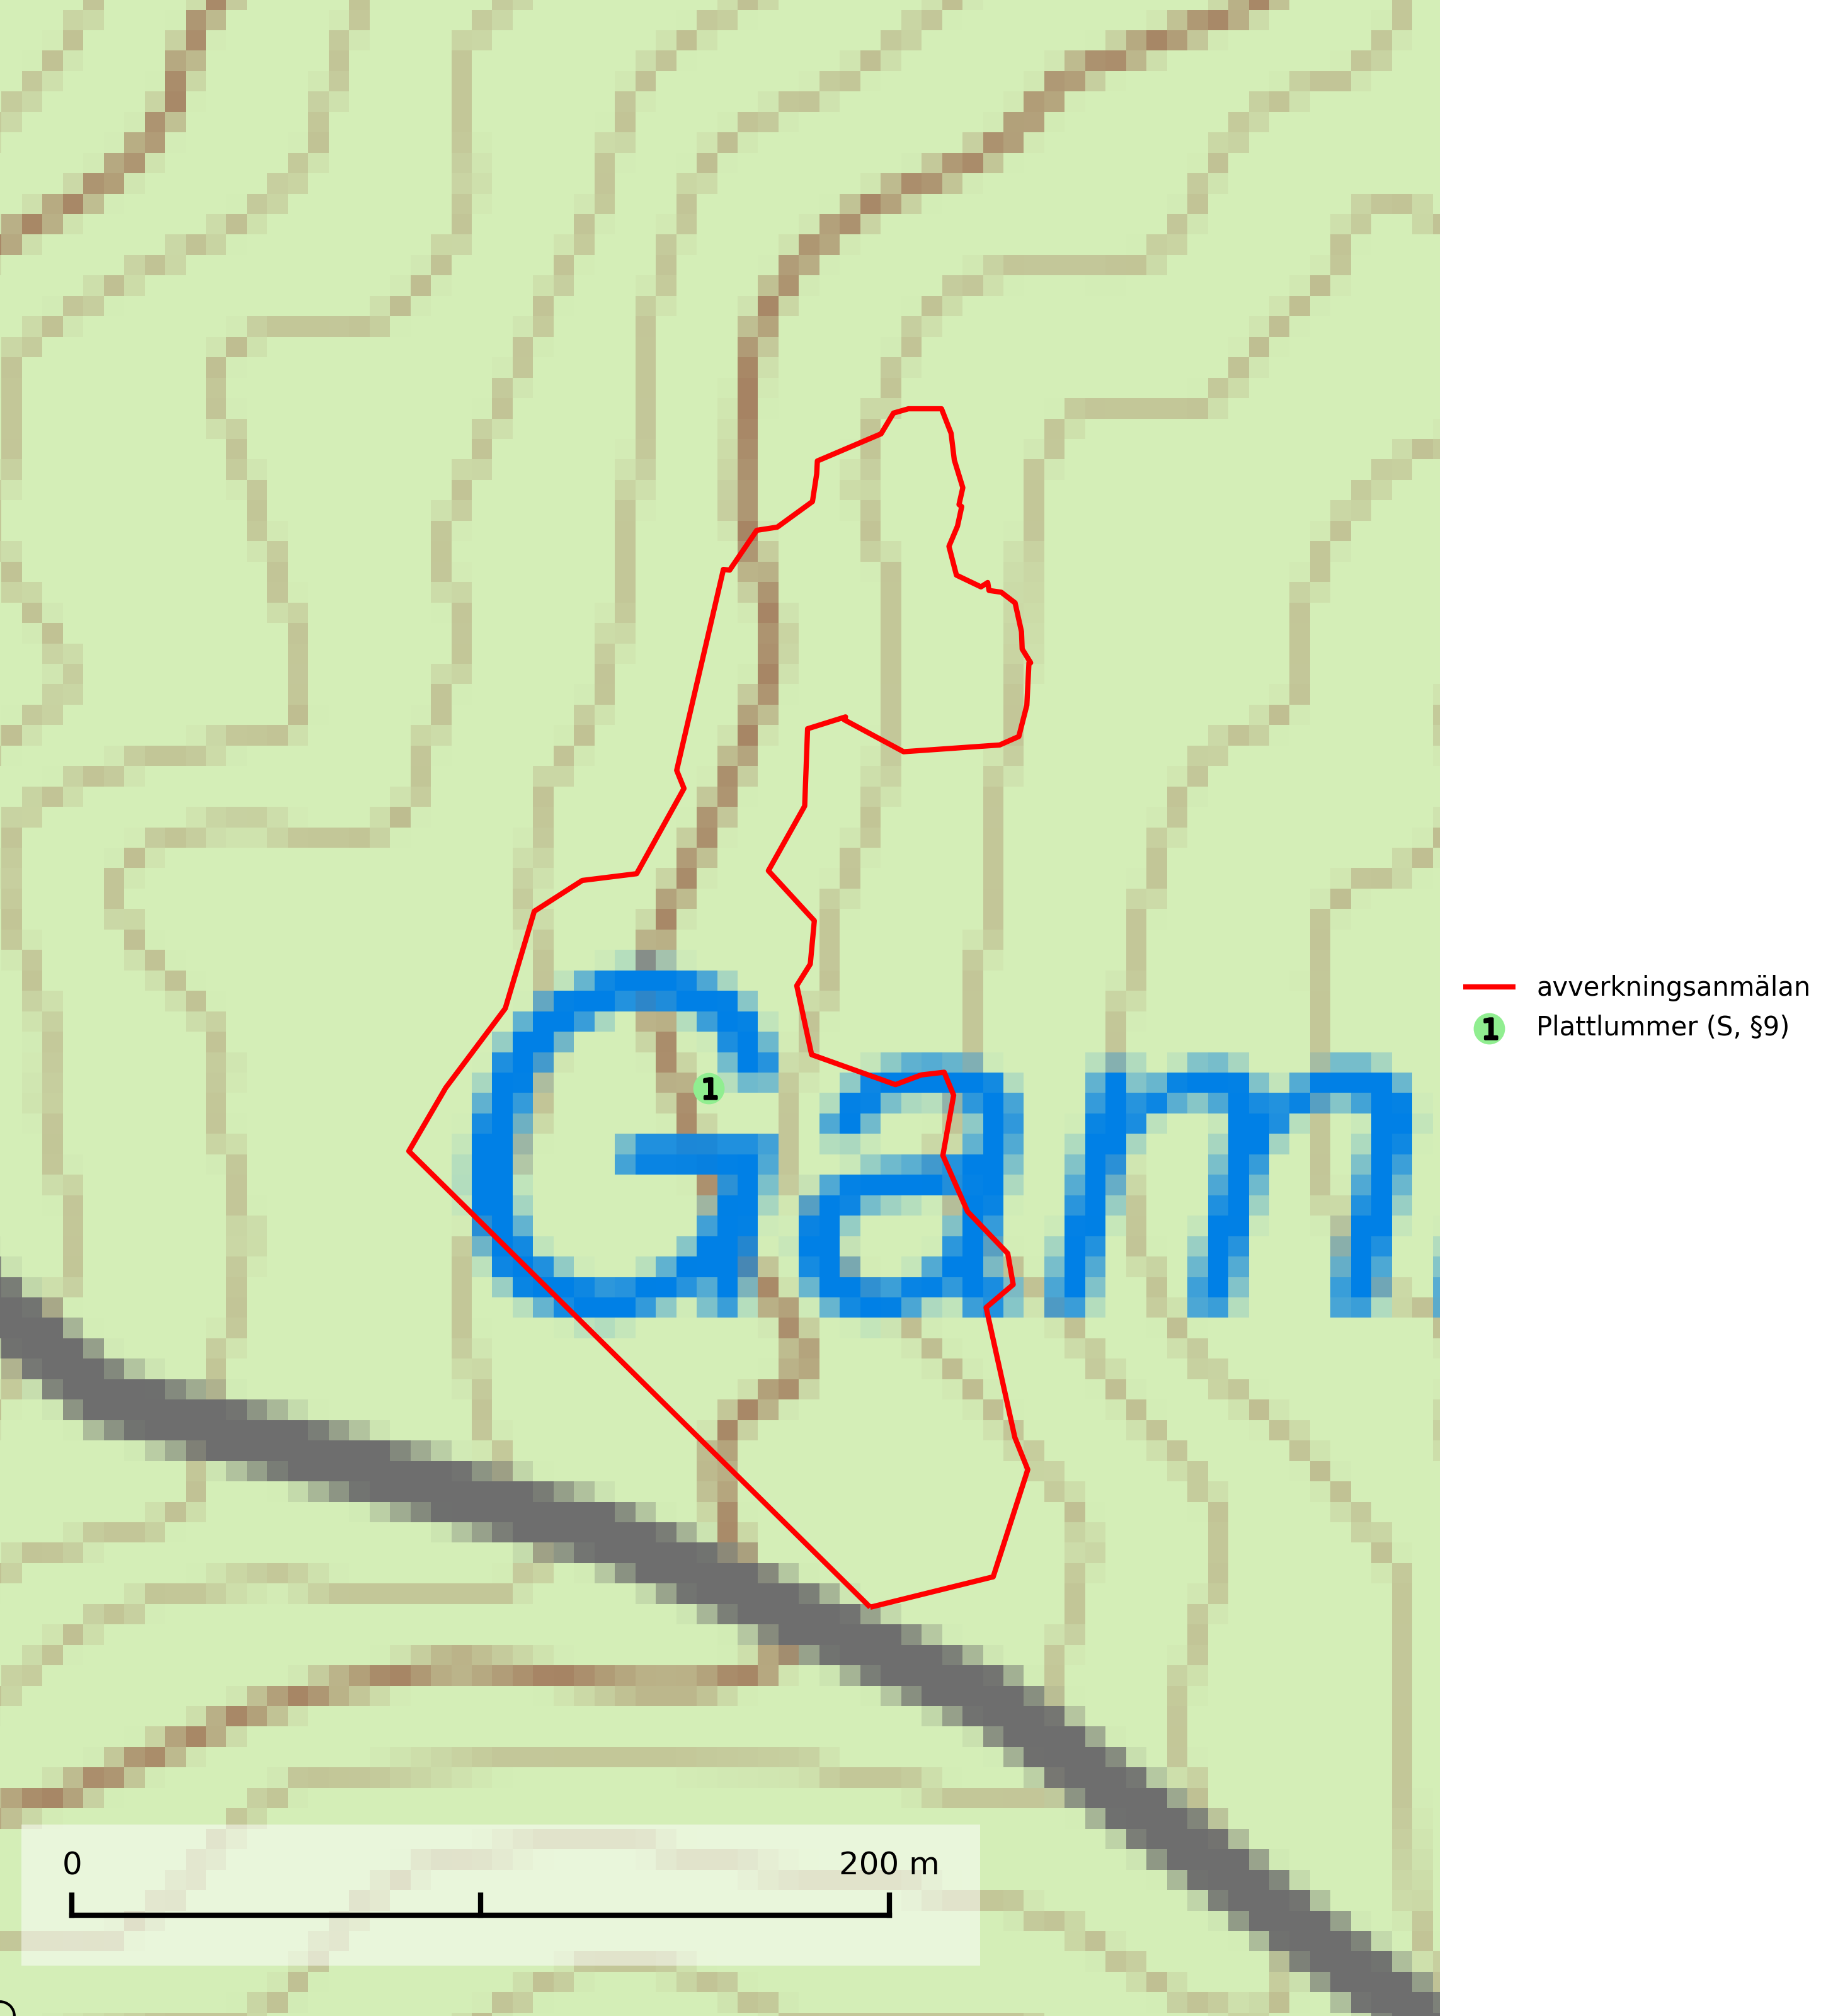 1
Gam
0 200 m
avverkningsanmälan
1 Plattlummer (S, §9)